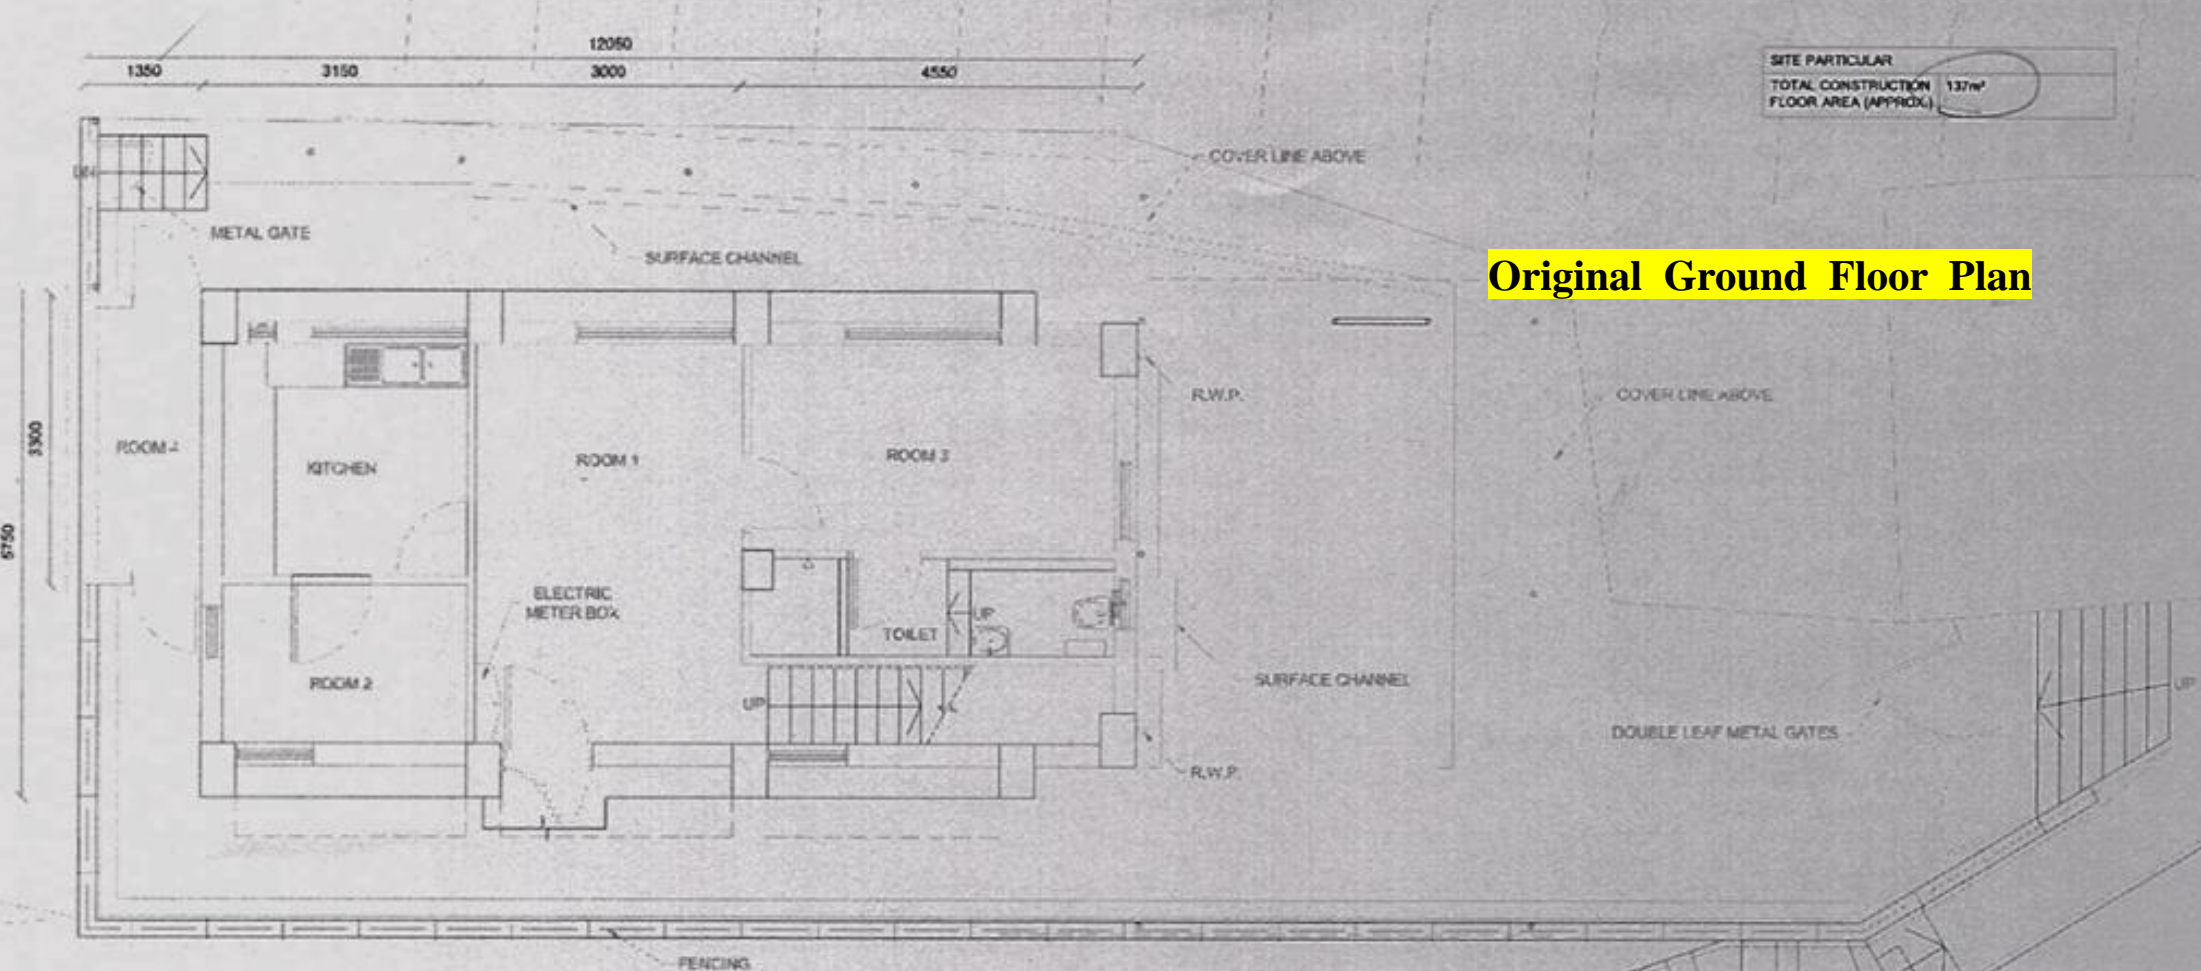 12050
1350
3150
3000
4550
SITE PARTICULAR
TOTAL CONSTRUCTION 137m²
FLOOR AREA (APPROX.)
COVER LINE ABOVE
METAL GATE
SURFACE CHANNEL
Original Ground Floor Plan
R.W.P.
COVER LINE ABOVE
3300
ROOM 4
KITCHEN
ROOM 1
ROOM 3
6750
ELECTRIC
METER BOX
UP
TOILET
ROOM 2
SURFACE CHANNEL
UP
UP
DOUBLE LEAF METAL GATES
R.W.P.
FENCING